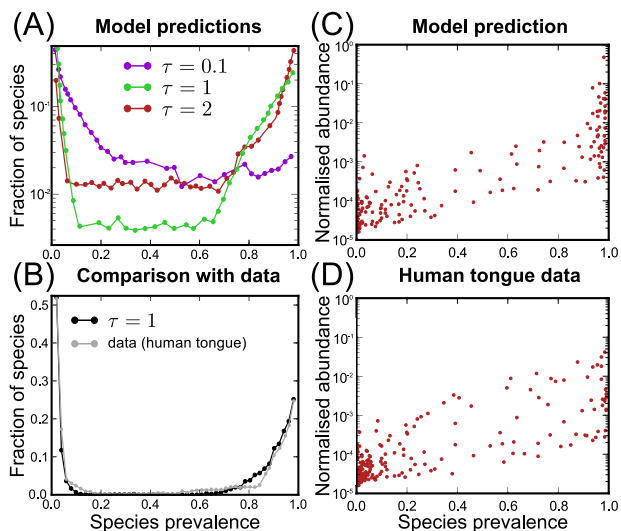 (A) Model predictions
Fraction of species
10^-1
10^-2
τ = 0.1
τ = 1
τ = 2
0.0 0.2 0.4 0.6 0.8 1.0
(B) Comparison with data
Fraction of species
0.5
0.4
0.3
0.2
0.1
0.0
τ = 1
data (human tongue)
0.0 0.2 0.4 0.6 0.8 1.0
Species prevalence
(C) Model prediction
Normalised abundance
10^0
10^-1
10^-2
10^-3
10^-4
10^-5
0.0 0.2 0.4 0.6 0.8 1.0
(D) Human tongue data
Normalised abundance
10^0
10^-1
10^-2
10^-3
10^-4
10^-5
0.0 0.2 0.4 0.6 0.8 1.0
Species prevalence